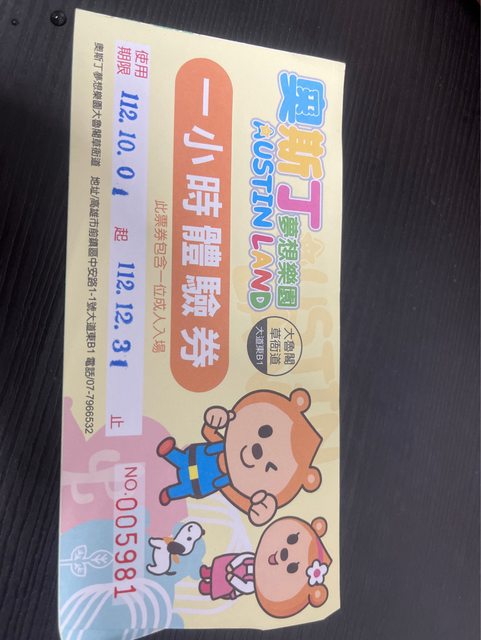 奧斯丁
夢想樂園
AUSTIN LAND
大魯閣
草衙道
大道東B1
一小時體驗券
此票券包含一位成人入場
使用
期限
112.10.01 起 112.12.31 止
NO.005981
奧斯丁夢想樂園大魯閣草衙道 地址/高雄市前鎮區中安路1-1號大道東B1 電話/07-7966532